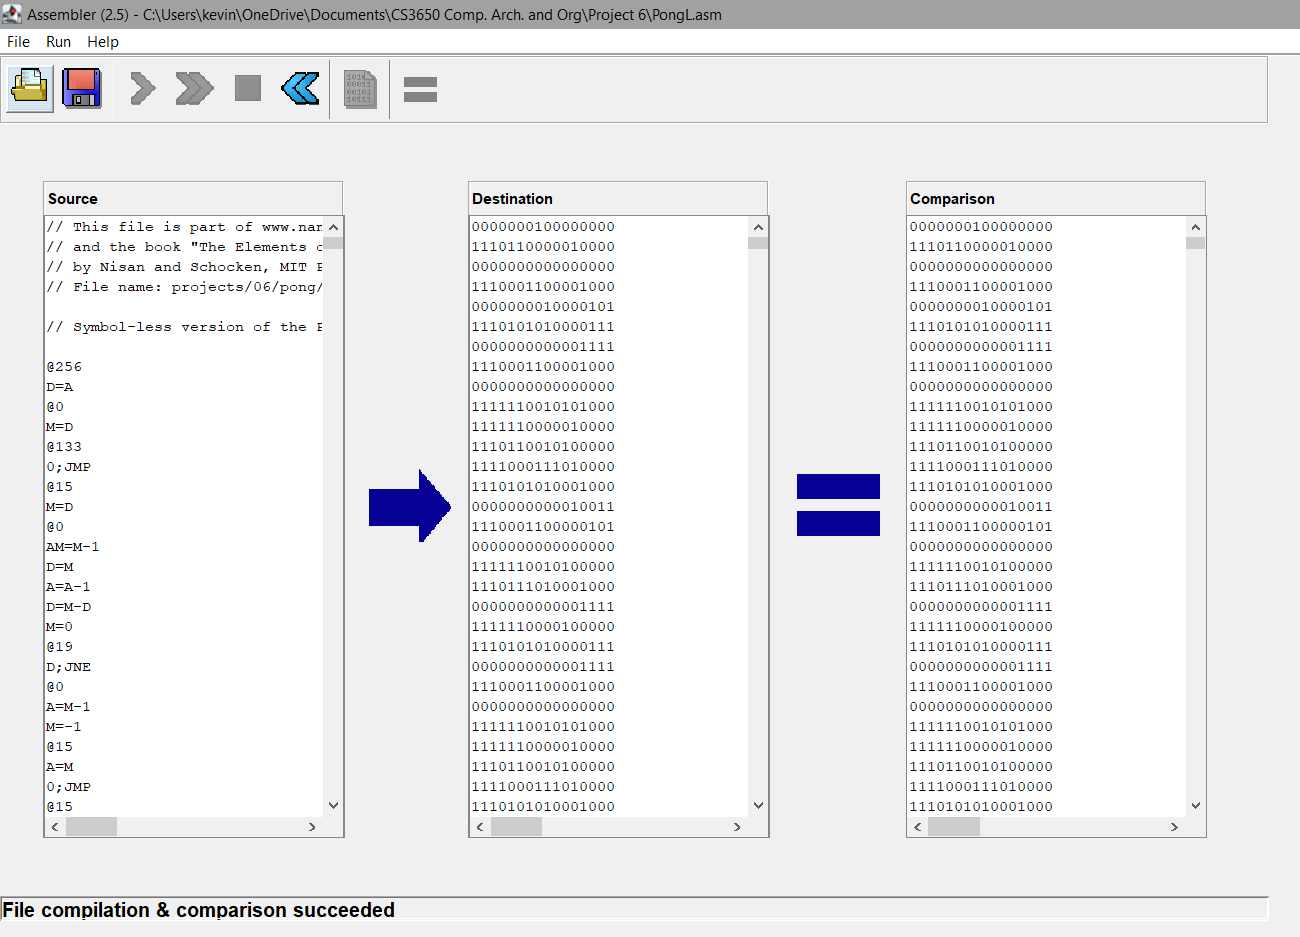 Assembler (2.5) - C:\Users\kevin\OneDrive\Documents\CS3650 Comp. Arch. and Org\Project 6\PongL.asm
File Run Help
Source
// This file is part of www.nan
// and the book "The Elements o
// by Nisan and Schocken, MIT P
// File name: projects/06/pong/
// Symbol-less version of the P
@256
D=A
@0
M=D
@133
0;JMP
@15
M=D
@0
AM=M-1
D=M
A=A-1
D=M-D
M=0
@19
D;JNE
@0
A=M-1
M=-1
@15
A=M
0;JMP
@15
Destination
0000000100000000
1110110000010000
0000000000000000
1110001100001000
0000000010000101
1110101010000111
0000000000001111
1110001100001000
0000000000000000
1111110010101000
1111110000010000
1110110010100000
1111000111010000
1110101010001000
0000000000010011
1110001100000101
0000000000000000
1111110010100000
1110111010001000
0000000000001111
1111110000100000
1110101010000111
0000000000001111
1110001100001000
0000000000000000
1111110010101000
1111110000010000
1110110010100000
1111000111010000
1110101010001000
Comparison
0000000100000000
1110110000010000
0000000000000000
1110001100001000
0000000010000101
1110101010000111
0000000000001111
1110001100001000
0000000000000000
1111110010101000
1111110000010000
1110110010100000
1111000111010000
1110101010001000
0000000000010011
1110001100000101
0000000000000000
1111110010100000
1110111010001000
0000000000001111
1111110000100000
1110101010000111
0000000000001111
1110001100001000
0000000000000000
1111110010101000
1111110000010000
1110110010100000
1111000111010000
1110101010001000
File compilation & comparison succeeded